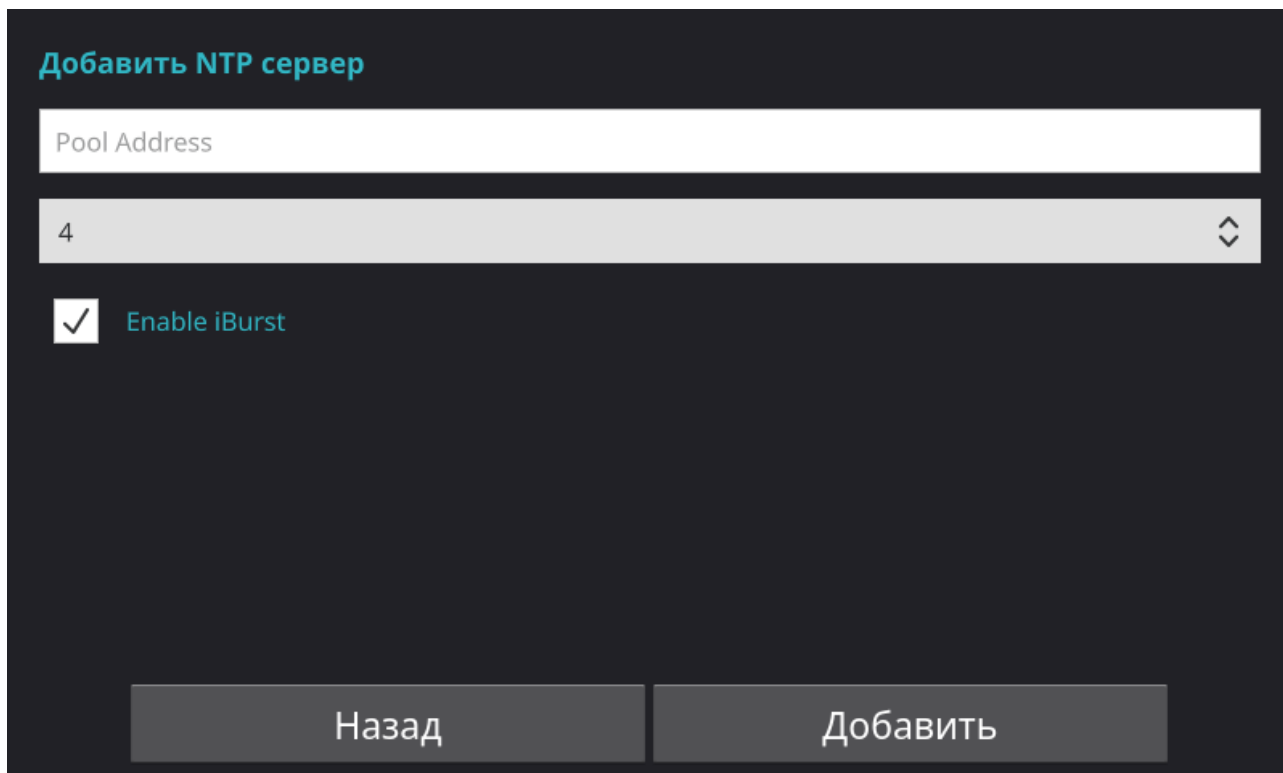 Добавить NTP сервер
Pool Address
4
Enable iBurst
Назад
Добавить